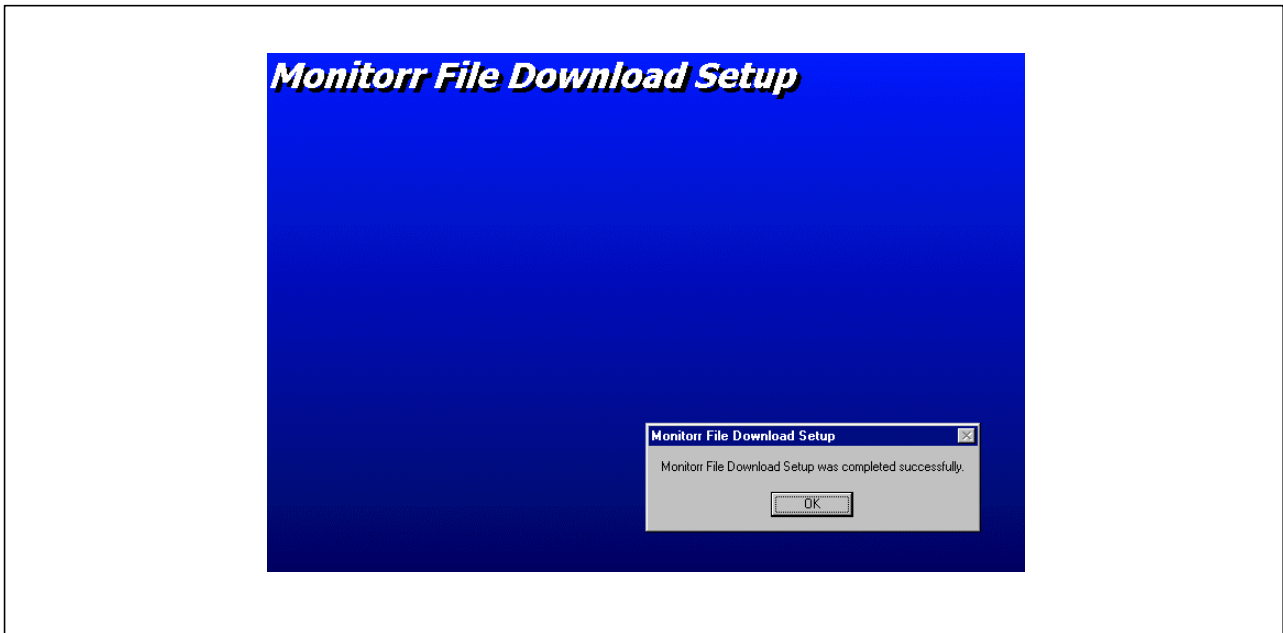 Monitorr File Download Setup
Monitorr File Download Setup
Monitorr File Download Setup was completed successfully.
OK